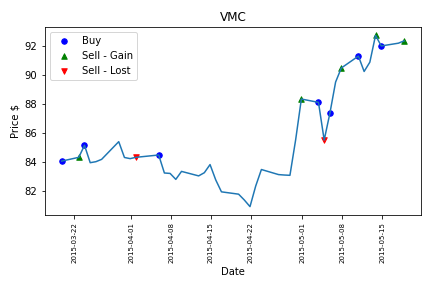 VMC
Buy
Sell - Gain
Sell - Lost
Price $
92
90
88
86
84
82
2015-03-22
2015-04-01
2015-04-08
2015-04-15
2015-04-22
2015-05-01
2015-05-08
2015-05-15
Date